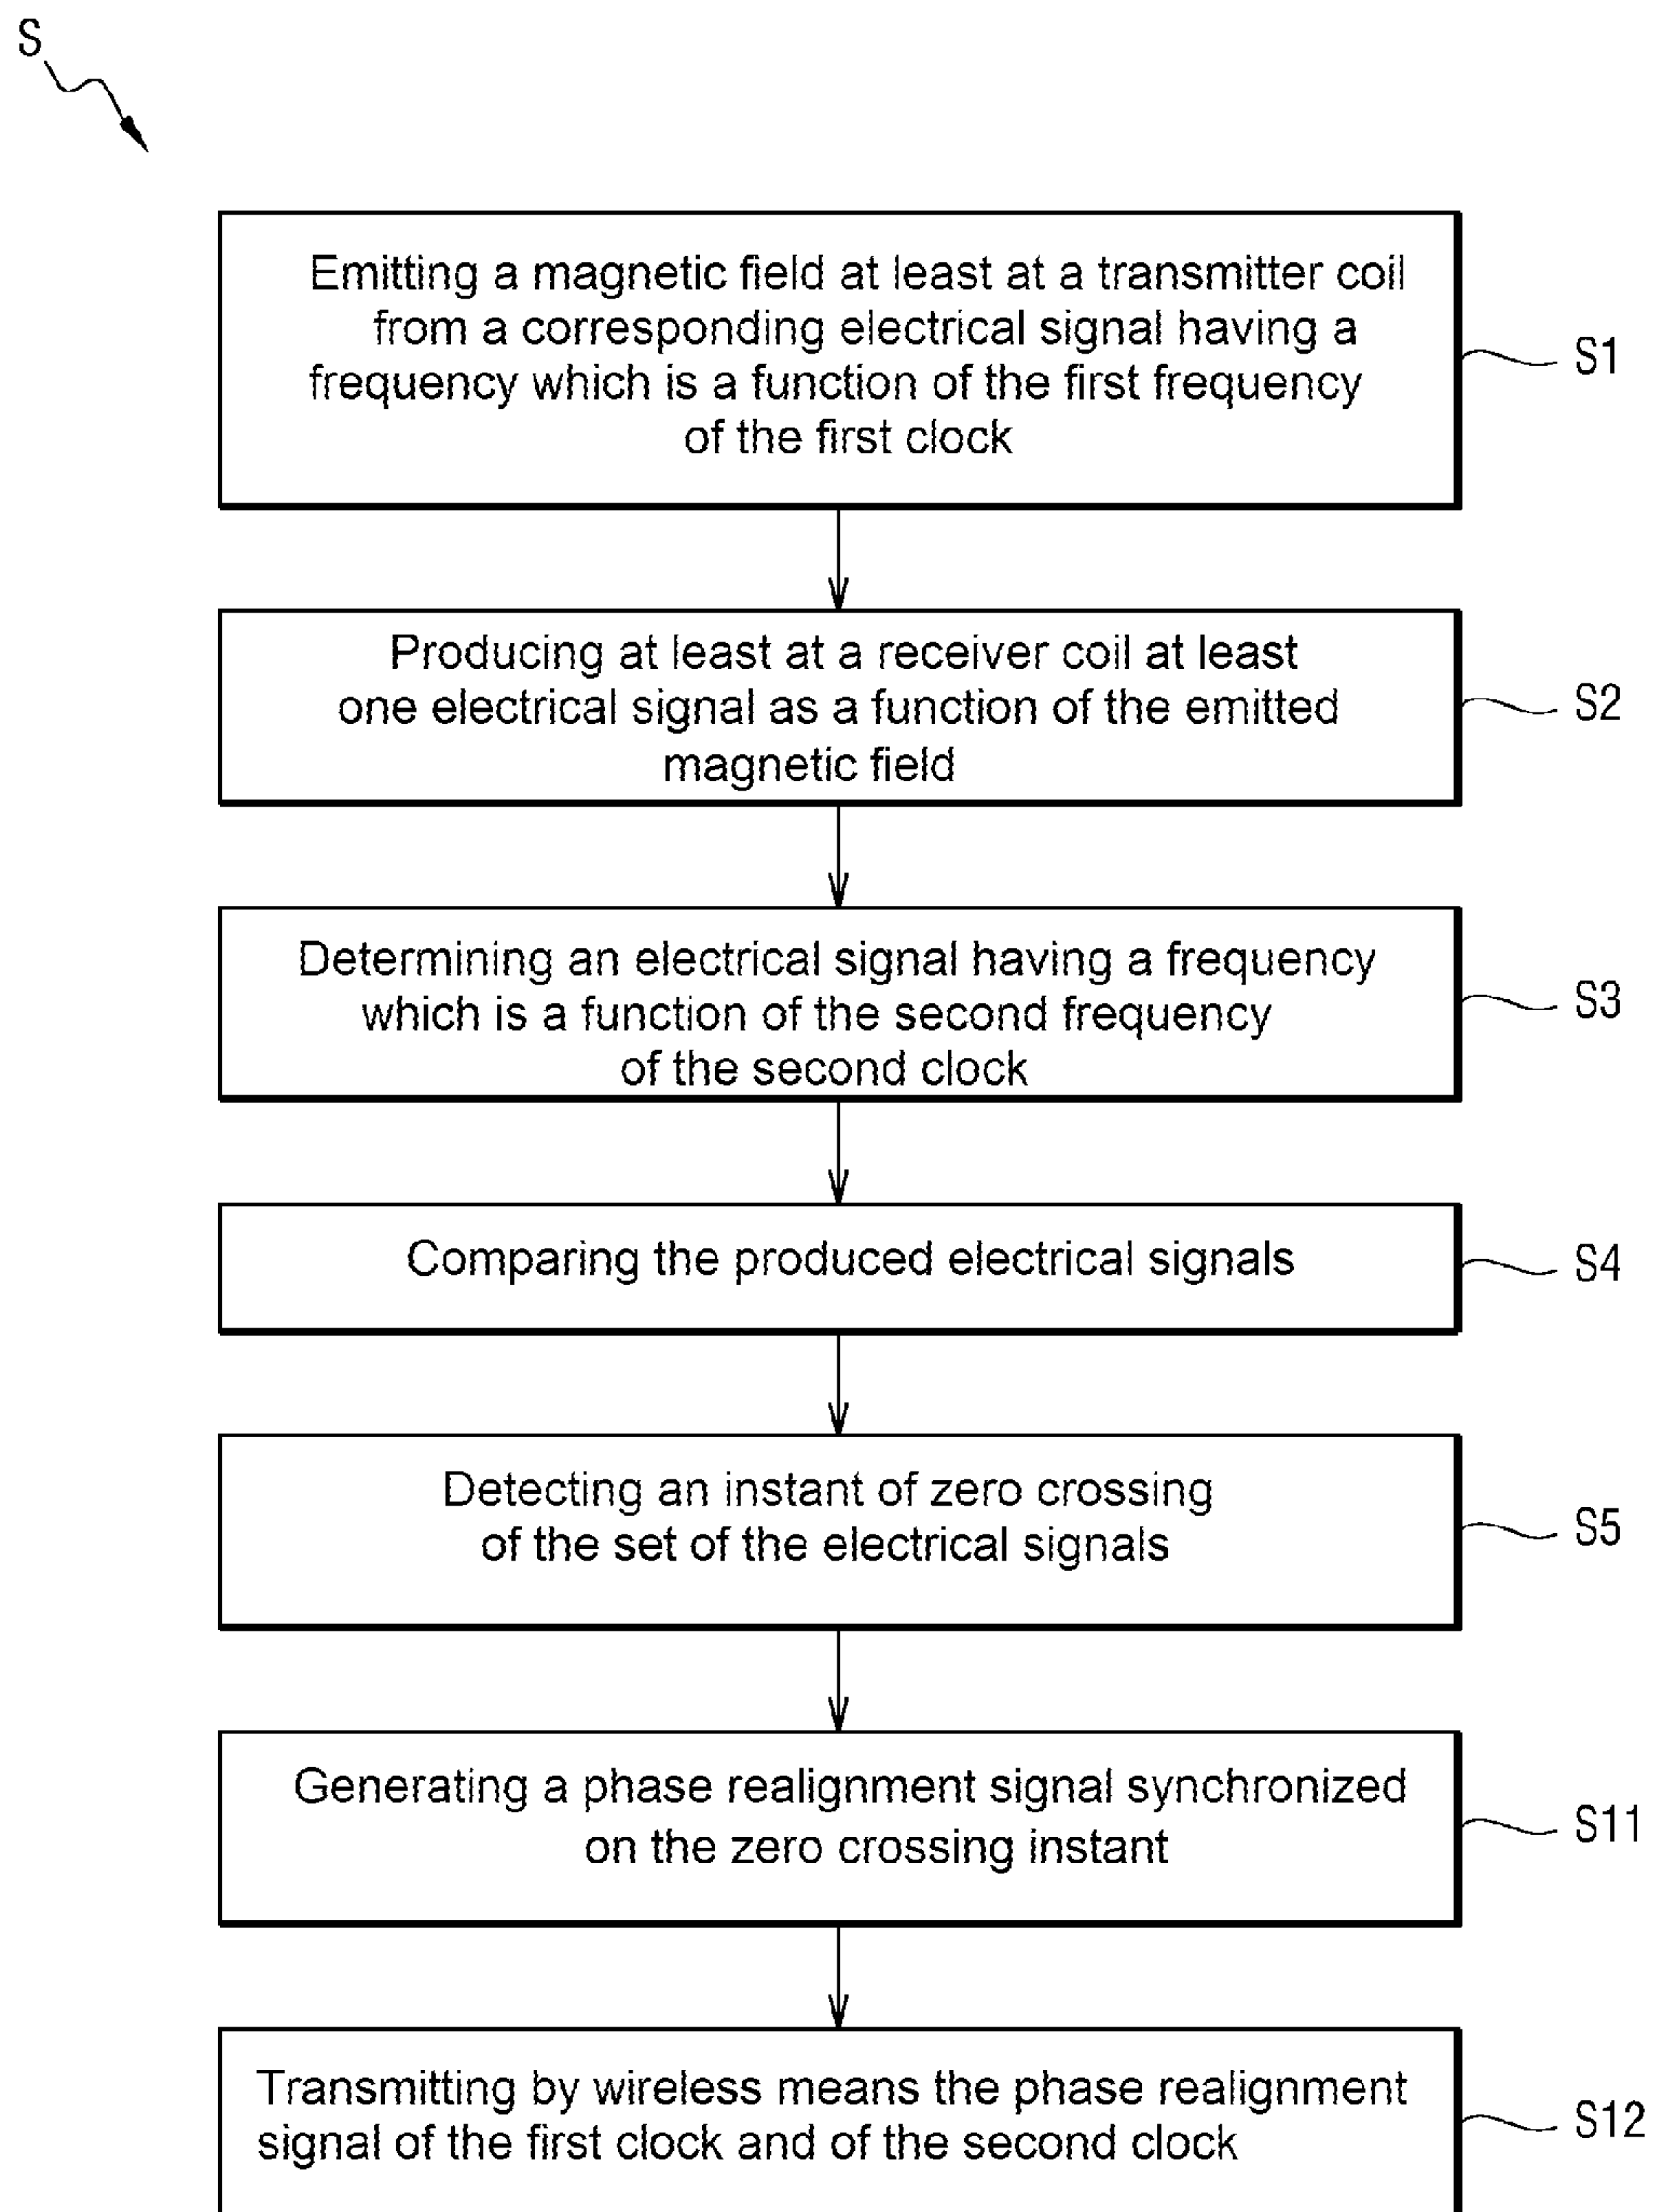 S
Emitting a magnetic field at least at a transmitter coil
from a corresponding electrical signal having a
frequency which is a function of the first frequency
of the first clock
S1
Producing at least at a receiver coil at least
one electrical signal as a function of the emitted
magnetic field
S2
Determining an electrical signal having a frequency
which is a function of the second frequency
of the second clock
S3
Comparing the produced electrical signals
S4
Detecting an instant of zero crossing
of the set of the electrical signals
S5
Generating a phase realignment signal synchronized
on the zero crossing instant
S11
Transmitting by wireless means the phase realignment
signal of the first clock and of the second clock
S12